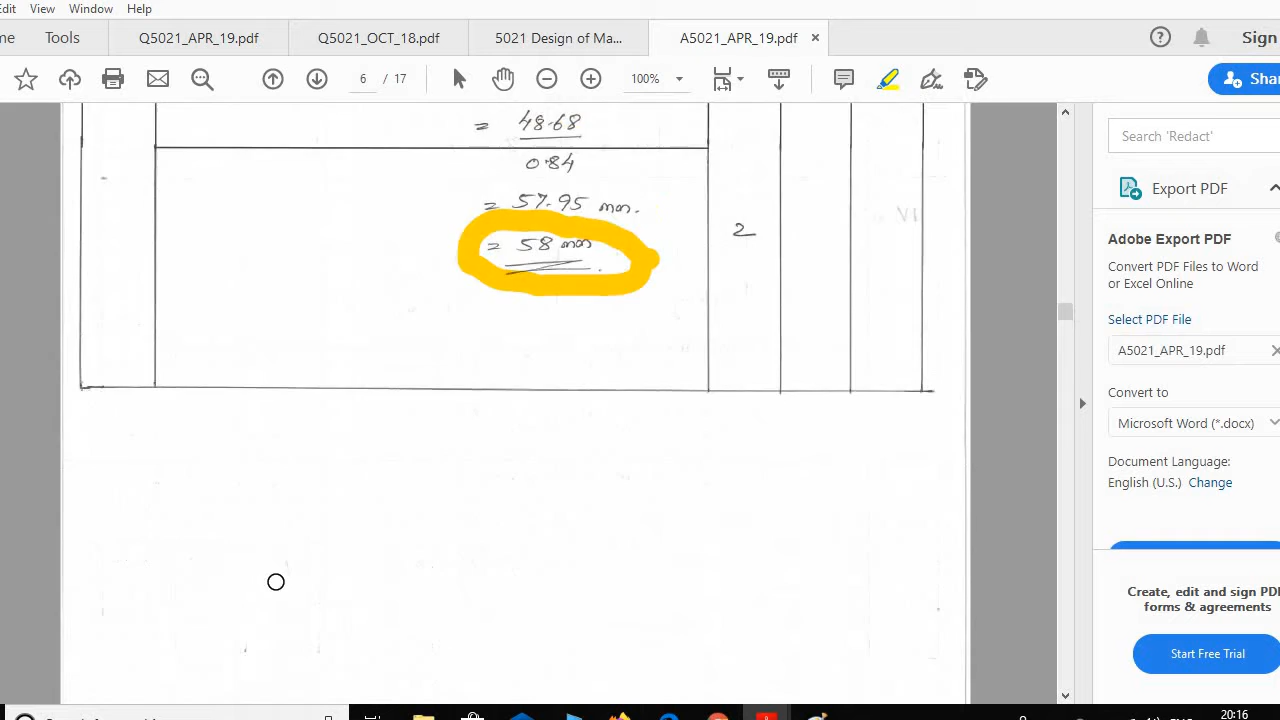 Edit View Window Help
me Tools Q5021_APR_19.pdf Q5021_OCT_18.pdf 5021 Design of Ma... A5021_APR_19.pdf × Sign
6 / 17 100% Sha
= 48.68
0.84
= 57.95 mm.
= 58 mm
2
VI
Search 'Redact'
Export PDF
Adobe Export PDF
Convert PDF Files to Word
or Excel Online
Select PDF File
A5021_APR_19.pdf ×
Convert to
Microsoft Word (*.docx)
Document Language:
English (U.S.) Change
Create, edit and sign PDF
forms & agreements
Start Free Trial
20:16